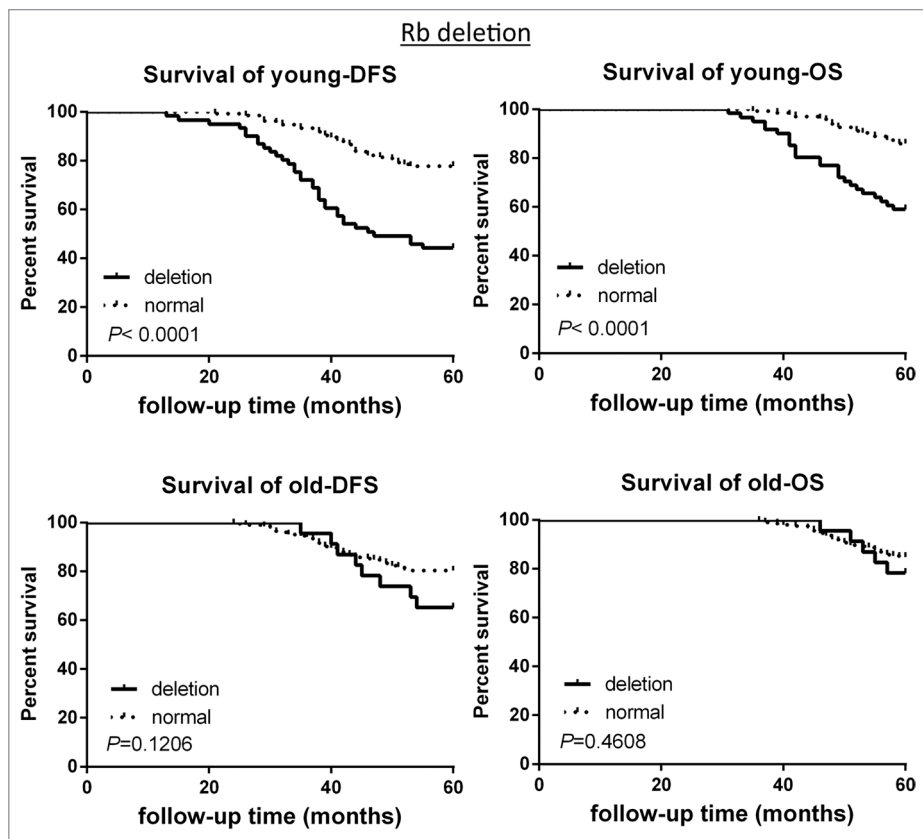 Rb deletion
Survival of young-DFS
Percent survival
100
80
60
40
20
0
deletion
normal
P< 0.0001
0 20 40 60
follow-up time (months)
Survival of young-OS
Percent survival
100
80
60
40
20
0
deletion
normal
P< 0.0001
0 20 40 60
follow-up time (months)
Survival of old-DFS
Percent survival
100
80
60
40
20
0
deletion
normal
P=0.1206
0 20 40 60
follow-up time (months)
Survival of old-OS
Percent survival
100
80
60
40
20
0
deletion
normal
P=0.4608
0 20 40 60
follow-up time (months)